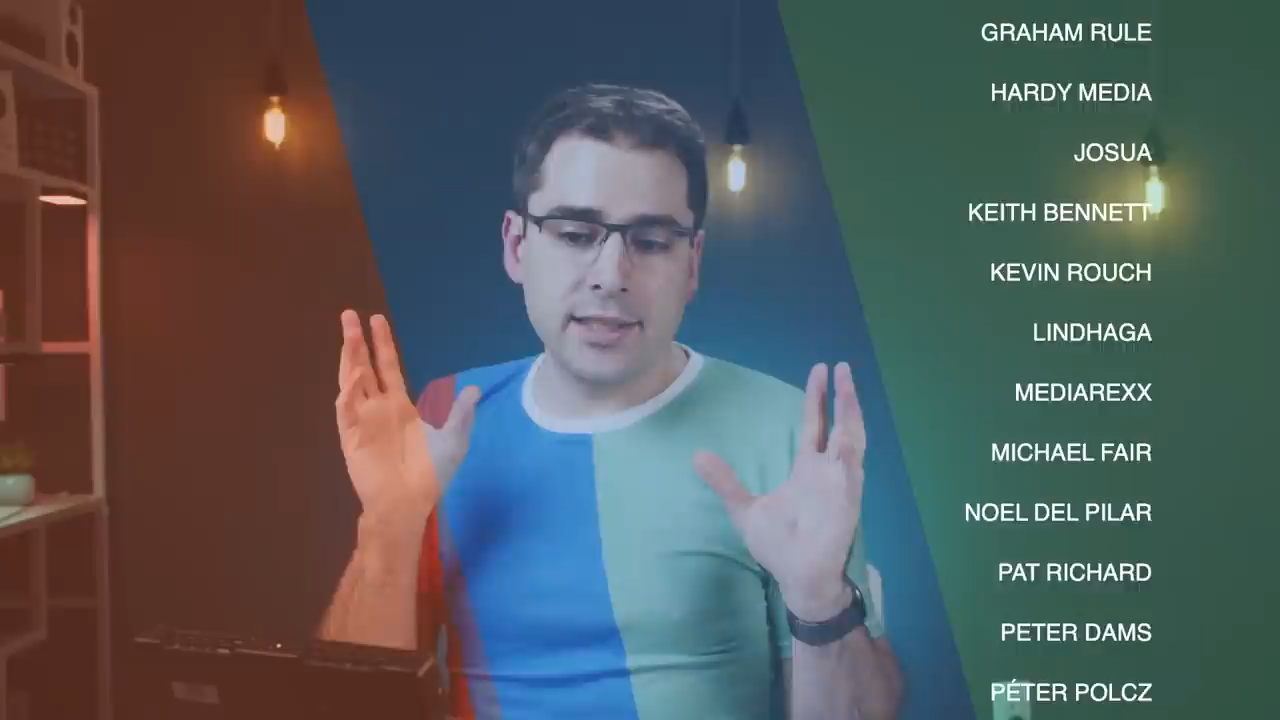 GRAHAM RULE
HARDY MEDIA
JOSUA
KEITH BENNETT
KEVIN ROUCH
LINDHAGA
MEDIAREXX
MICHAEL FAIR
NOEL DEL PILAR
PAT RICHARD
PETER DAMS
PÉTER POLCZ